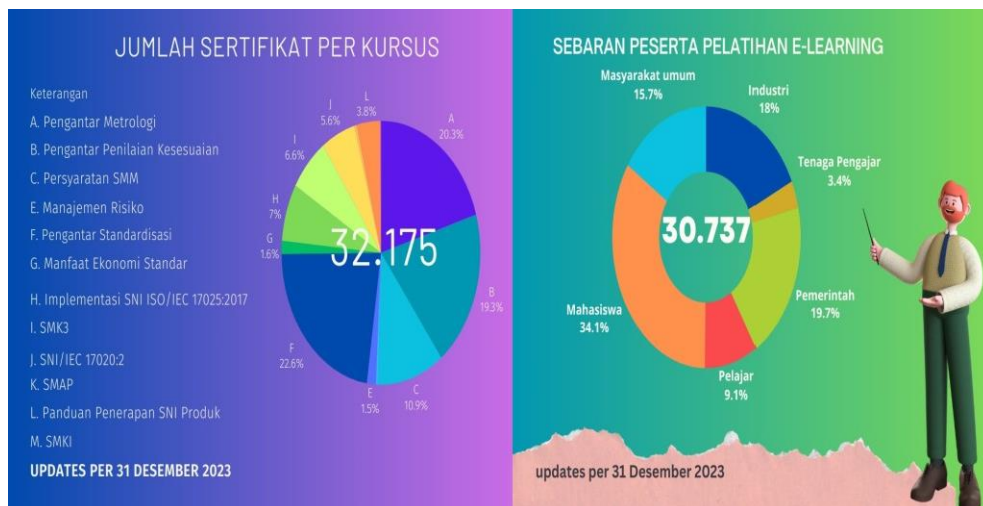 JUMLAH SERTIFIKAT PER KURSUS
Keterangan
A. Pengantar Metrologi
B. Pengantar Penilaian Kesesuaian
C. Persyaratan SMM
E. Manajemen Risiko
F. Pengantar Standardisasi
G. Manfaat Ekonomi Standar
H. Implementasi SNI ISO/IEC 17025:2017
I. SMK3
J. SNI/IEC 17020:2
K. SMAP
L. Panduan Penerapan SNI Produk
M. SMKI
UPDATES PER 31 DESEMBER 2023
L
3.8%
J
5.6%
I
6.6%
H
7%
G
1.6%
F
22.6%
E
1.5%
C
10.9%
B
19.3%
A
20.3%
32.175
SEBARAN PESERTA PELATIHAN E-LEARNING
Masyarakat umum
15.7%
Industri
18%
Tenaga Pengajar
3.4%
30.737
Pemerintah
19.7%
Mahasiswa
34.1%
Pelajar
9.1%
updates per 31 Desember 2023